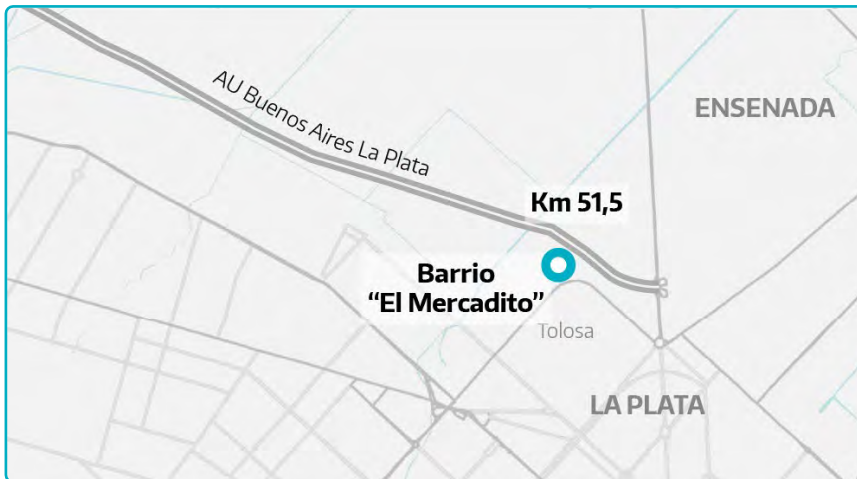 AU Buenos Aires La Plata
ENSENADA
Km 51,5
Barrio
“El Mercadito”
Tolosa
LA PLATA